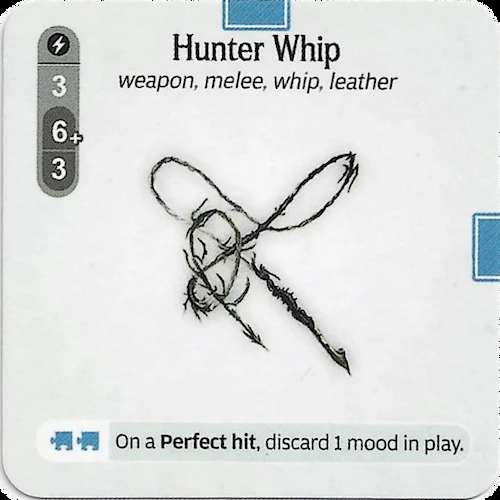 Hunter Whip
weapon, melee, whip, leather
3
6+
3
On a Perfect hit, discard 1 mood in play.